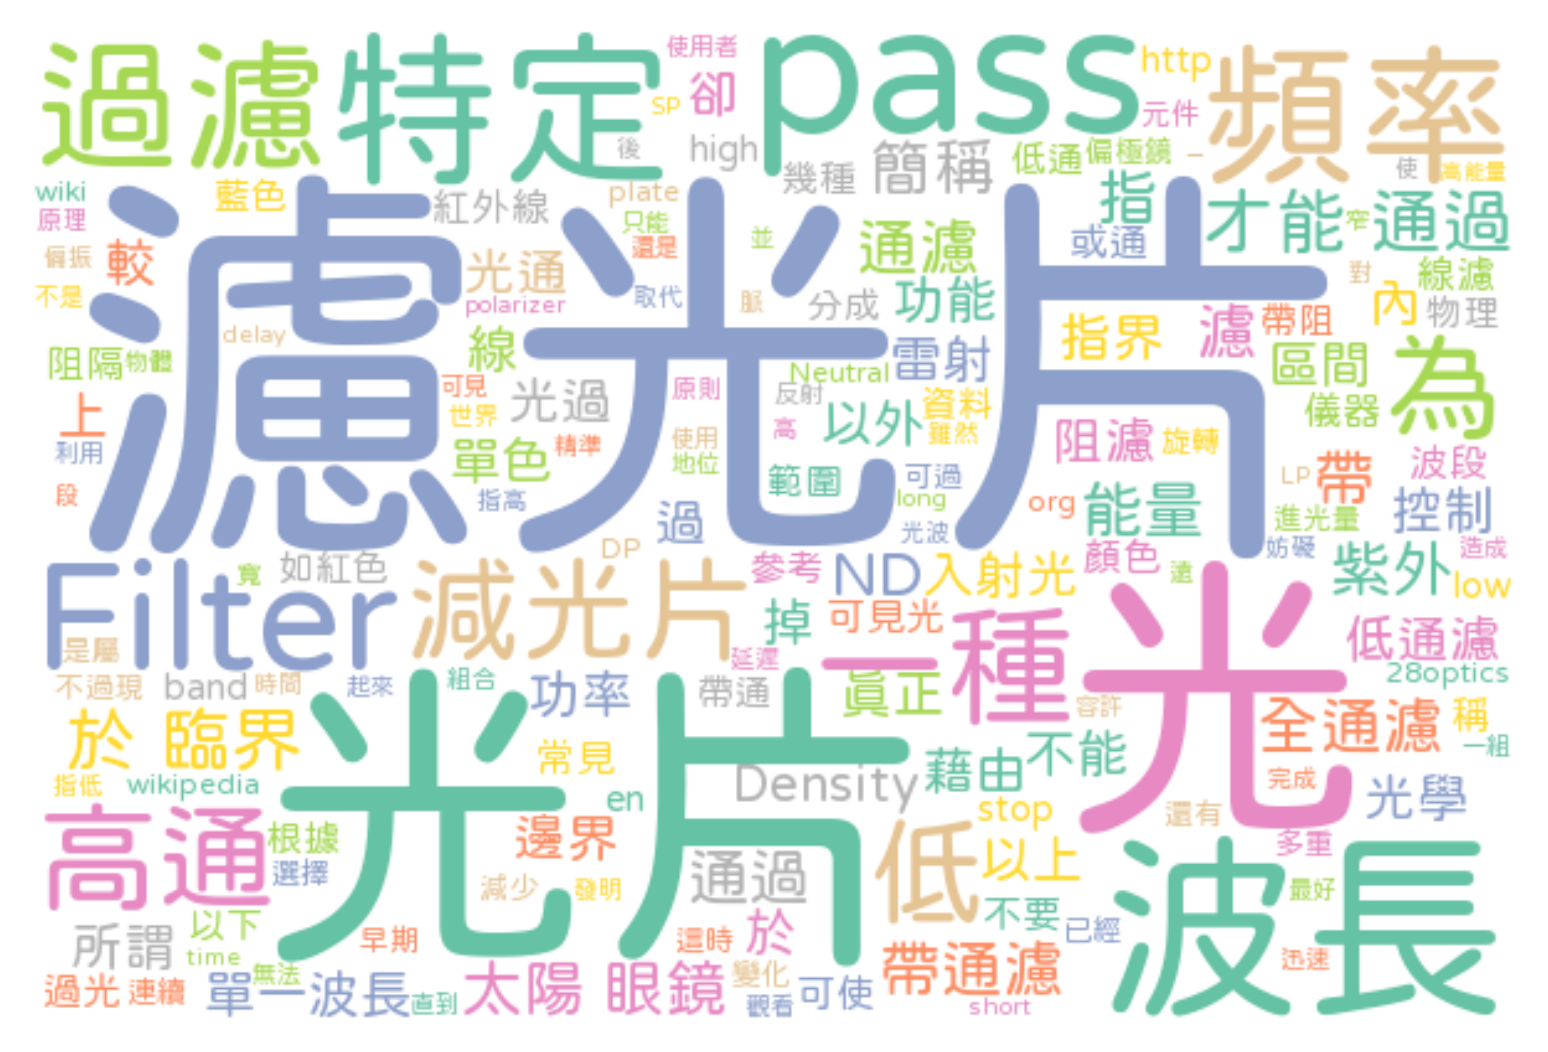 過濾 特定 使用者 SP 卻 pass http 元件 頻率
後 high 幾種 簡稱 低通 偏極鏡 一 使 高能量
wiki 原理 藍色 紅外線 plate 只能 指 才能 窄 通過
濾光片
偏振 較 光通 還是 並 通濾 或通 對 線濾
不是 polarizer 取代 脈 分成 功能 濾 帶阻 內 物理
delay 阻隔 物體 線 Neutral 雷射 指界 區間 為
可見 光過 原則 反射 資料 儀器
上 世界 高 以外 雖然 阻濾 旋轉
利用 單色 精準 使用 地位 範圍 可過 LP 帶 波段
段 指高 過 long 光波 org 能量 進光量 控制
Filter 寬 如紅色 減光片 DP 參考 ND 入射光 顏色 遠 妨礙 紫外 造成 low
是屬 掉 可見光 一種 光 低通濾
不過現 band 時間 起來 組合 功率 延遲 帶通 真正 容許 28optics
於 臨界 光片 常見 藉由 不能 全通濾 稱 一組
指低 wikipedia en Density stop 完成 光學
高通 根據 邊界 低 以上 還有 多重
選擇 減少 發明 通過 不要 波長 最好
所謂 以下 早期 這時 於 已經
time 無法 帶通濾 迅速
過光 連續 單一波長 直到 太陽 眼鏡 變化 觀看 可使 short